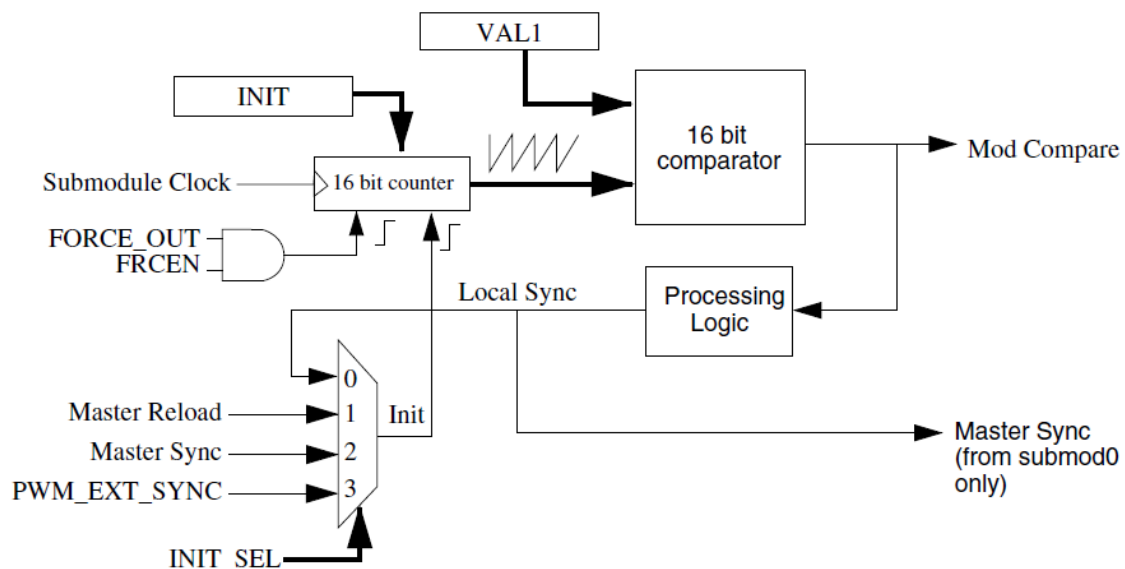 VAL1
INIT
16 bit
comparator
Mod Compare
Submodule Clock
16 bit counter
FORCE_OUT
FRCEN
Local Sync
Processing
Logic
0
Master Reload
1
Init
Master Sync
2
PWM_EXT_SYNC
3
Master Sync
(from submod0
only)
INIT_SEL